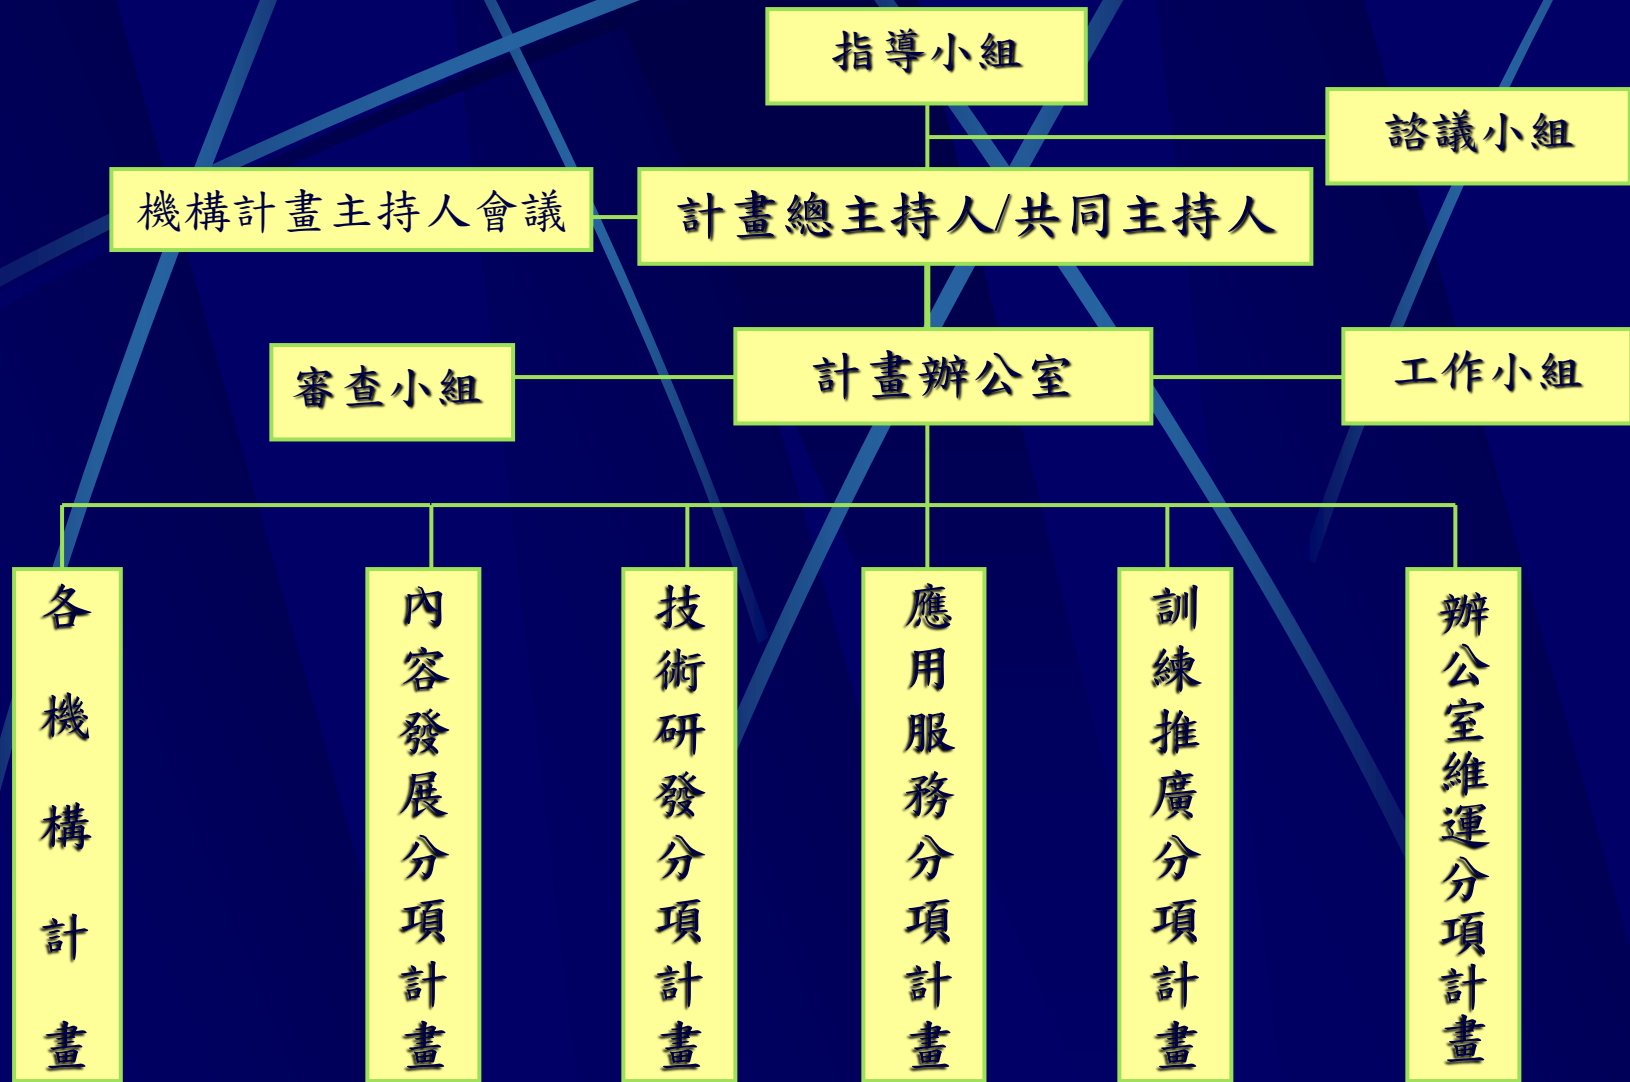 指導小組
諮議小組
機構計畫主持人會議
計畫總主持人/共同主持人
審查小組
計畫辦公室
工作小組
各機構計畫
內容發展分項計畫
技術研發分項計畫
應用服務分項計畫
訓練推廣分項計畫
辦公室維運分項計畫